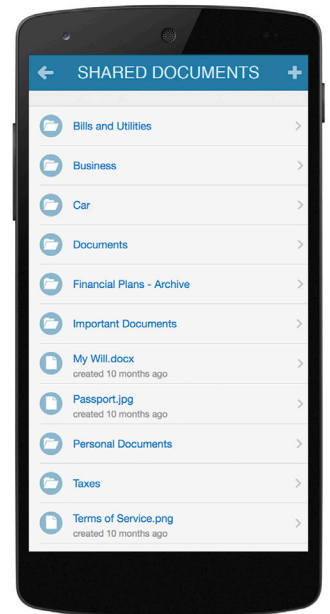 SHARED DOCUMENTS
Bills and Utilities
Business
Car
Documents
Financial Plans - Archive
Important Documents
My Will.docx
created 10 months ago
Passport.jpg
created 10 months ago
Personal Documents
Taxes
Terms of Service.png
created 10 months ago